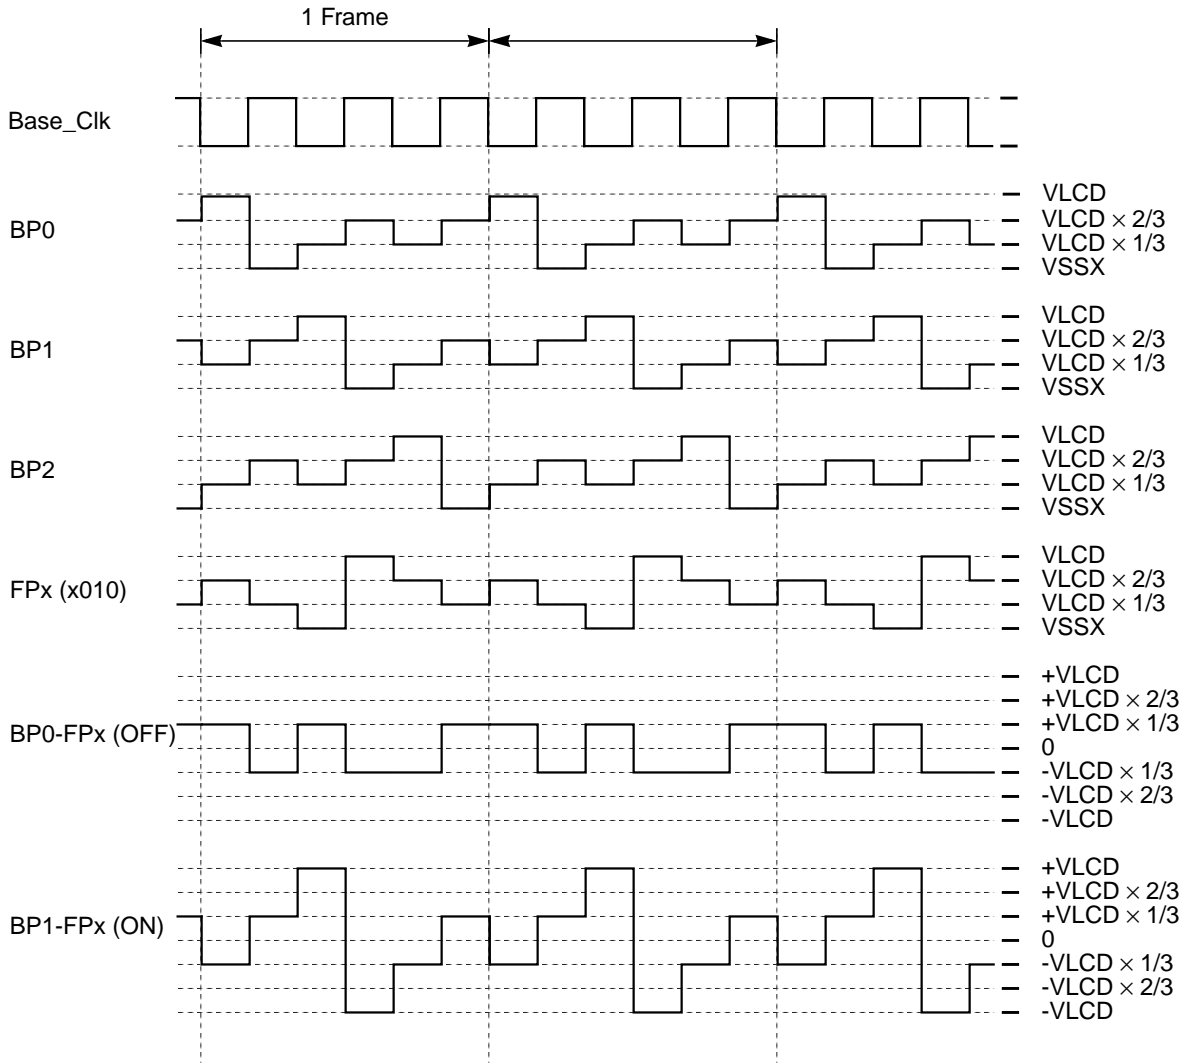 1 Frame
Base_Clk
BP0
VLCD
VLCD × 2/3
VLCD × 1/3
VSSX
BP1
VLCD
VLCD × 2/3
VLCD × 1/3
VSSX
BP2
VLCD
VLCD × 2/3
VLCD × 1/3
VSSX
FPx (x010)
VLCD
VLCD × 2/3
VLCD × 1/3
VSSX
BP0-FPx (OFF)
+VLCD
+VLCD × 2/3
+VLCD × 1/3
0
-VLCD × 1/3
-VLCD × 2/3
-VLCD
BP1-FPx (ON)
+VLCD
+VLCD × 2/3
+VLCD × 1/3
0
-VLCD × 1/3
-VLCD × 2/3
-VLCD